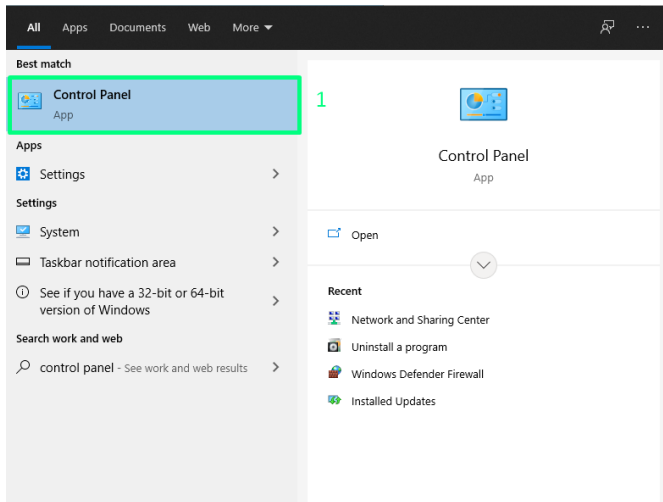 All Apps Documents Web More
Best match
Control Panel
App
1
Apps
Settings
Settings
System
Taskbar notification area
See if you have a 32-bit or 64-bit
version of Windows
Search work and web
control panel - See work and web results
Control Panel
App
Open
Recent
Network and Sharing Center
Uninstall a program
Windows Defender Firewall
Installed Updates